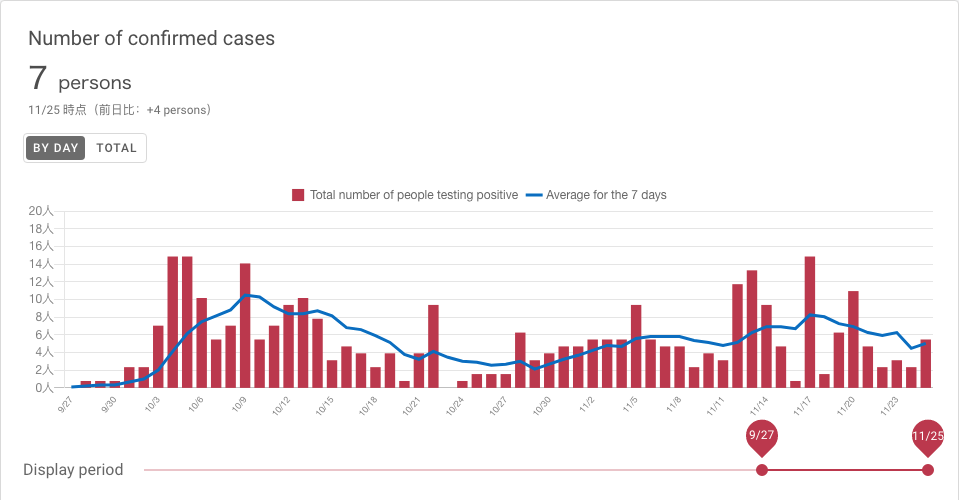 Number of confirmed cases
7 persons
11/25 時点（前日比：+4 persons）
BY DAY TOTAL
Total number of people testing positive Average for the 7 days
20人
18人
16人
14人
12人
10人
8人
6人
4人
2人
0人
9/27 9/30 10/3 10/6 10/9 10/12 10/15 10/18 10/21 10/24 10/27 10/30 11/2 11/5 11/8 11/11 11/14 11/17 11/20 11/23
9/27 11/25
Display period